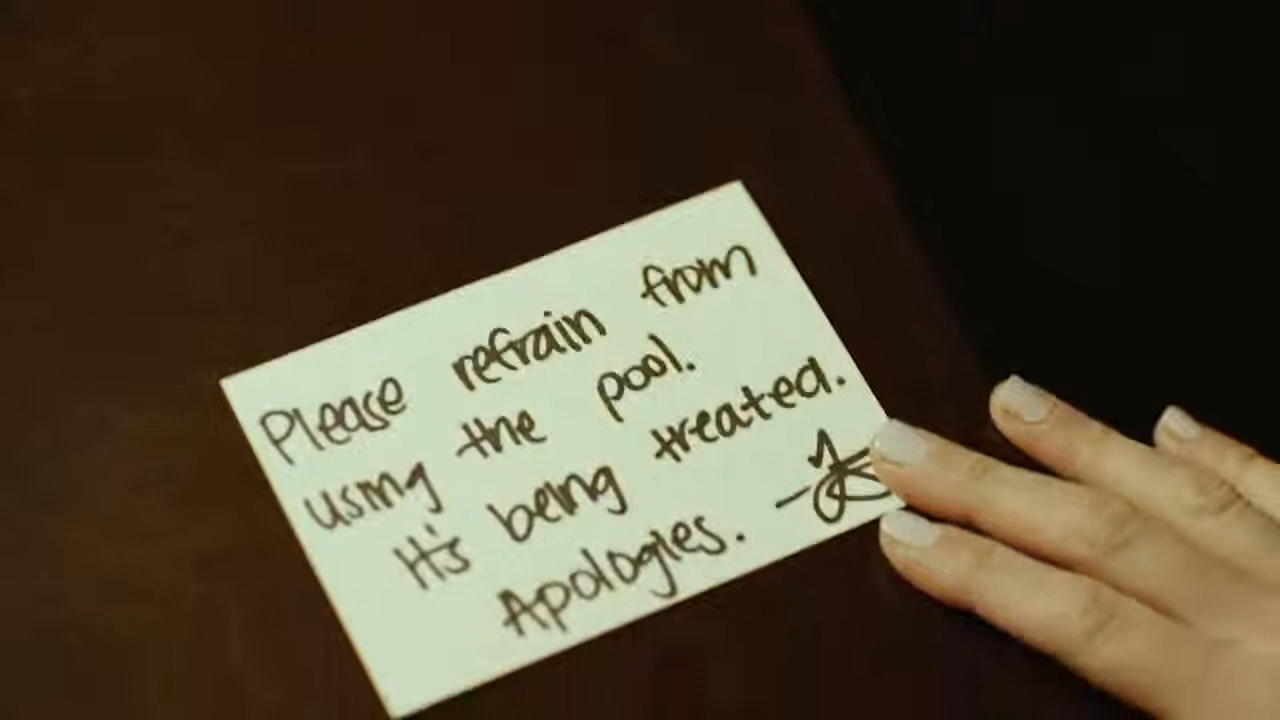 Please refrain from
using the pool.
It's being treated.
Apologies.